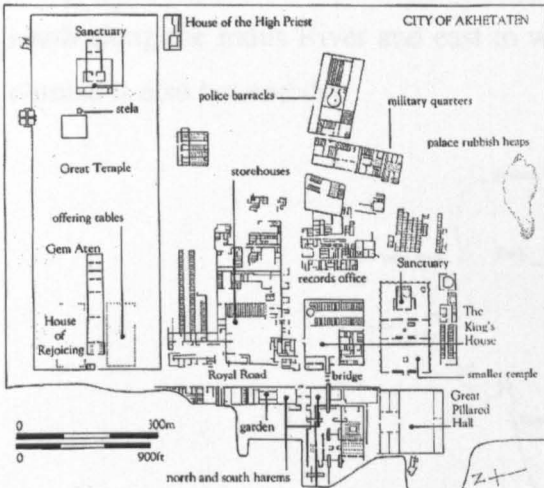 House of the High Priest
CITY OF AKHETATEN
Sanctuary
police barracks
military quarters
stela
palace rubbish heaps
Great Temple
storehouses
offering tables
Gem Aten
records office
Sanctuary
House
of
Rejoicing
The
King's
House
Royal Road
bridge
smaller temple
Great
Pillared
Hall
garden
0 300m
0 900ft
north and south harems
N